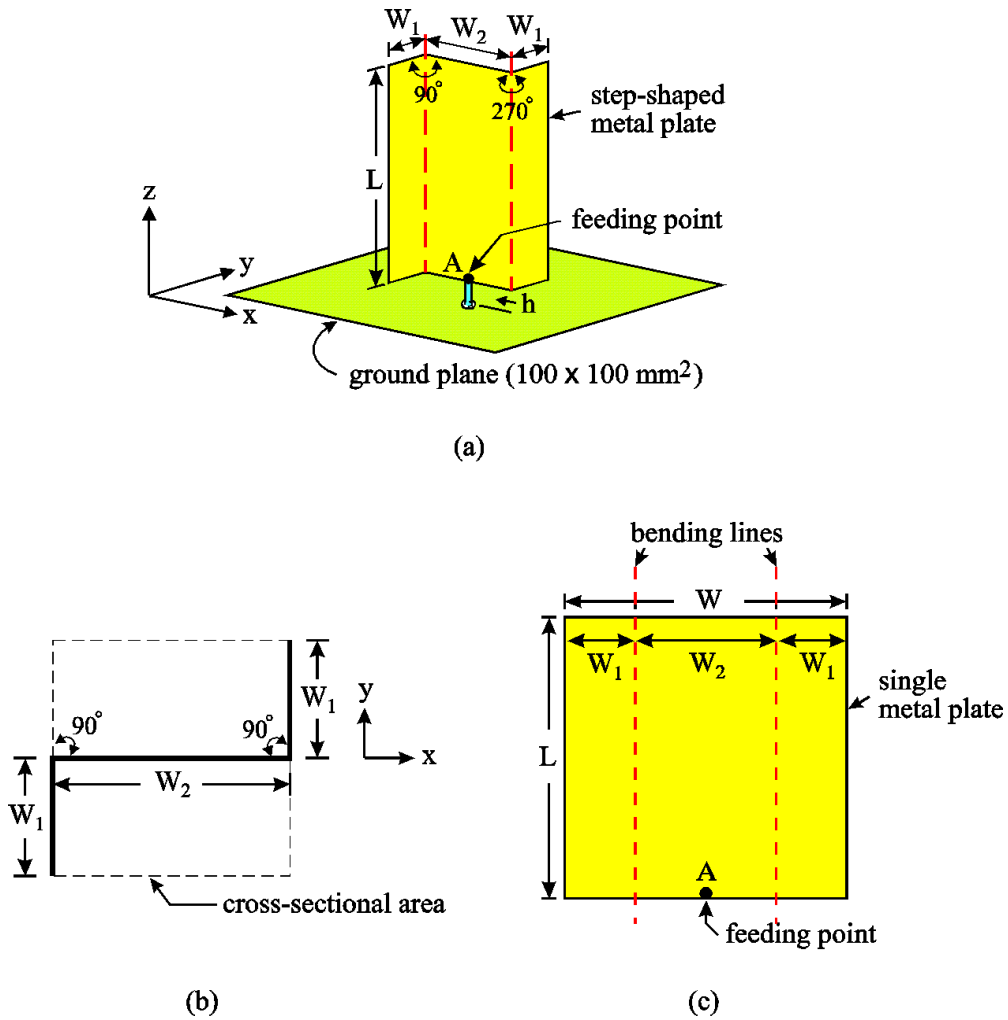 W1 W2 W1
90° 270°
step-shaped
metal plate
L
feeding point
z
A
y
h
x
ground plane (100 x 100 mm²)
(a)
bending lines
W
W1 W2 W1
W1
single
metal plate
90° 90°
y
x
W2
L
W1
A
cross-sectional area
feeding point
(b) (c)